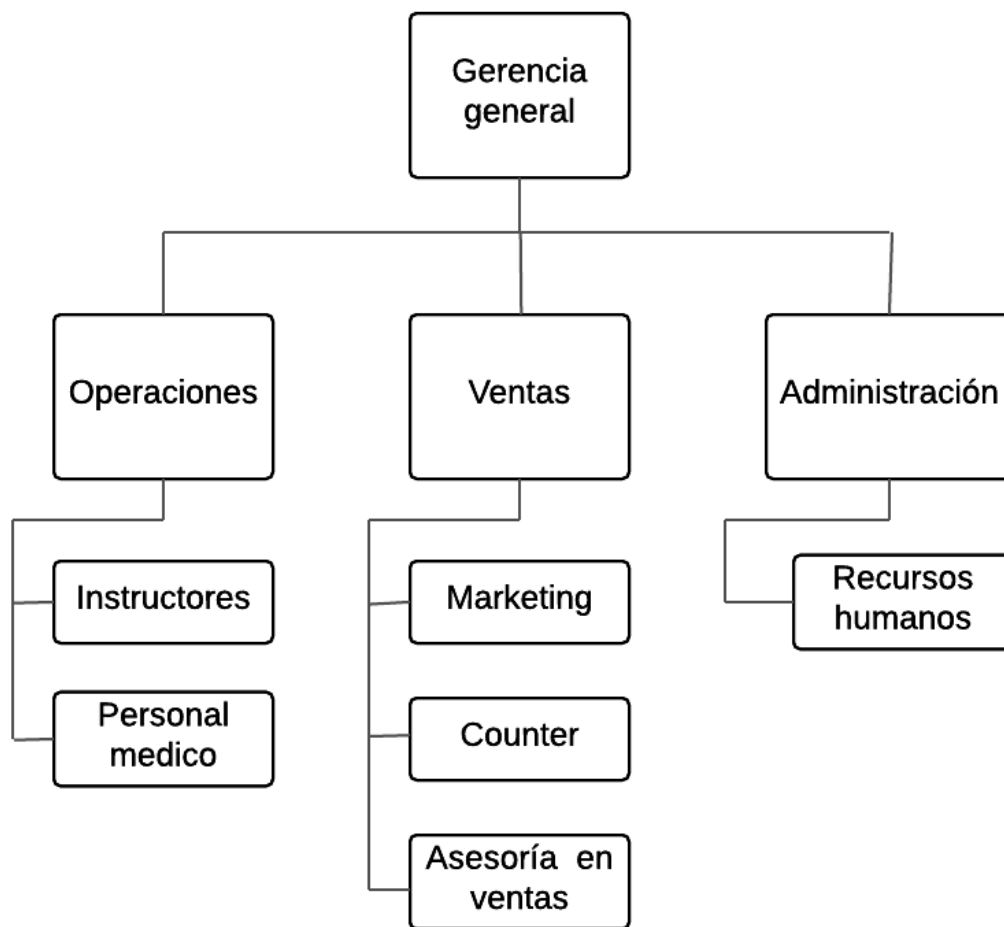 Gerencia
general
Operaciones
Ventas
Administración
Instructores
Marketing
Recursos
humanos
Personal
medico
Counter
Asesoría en
ventas